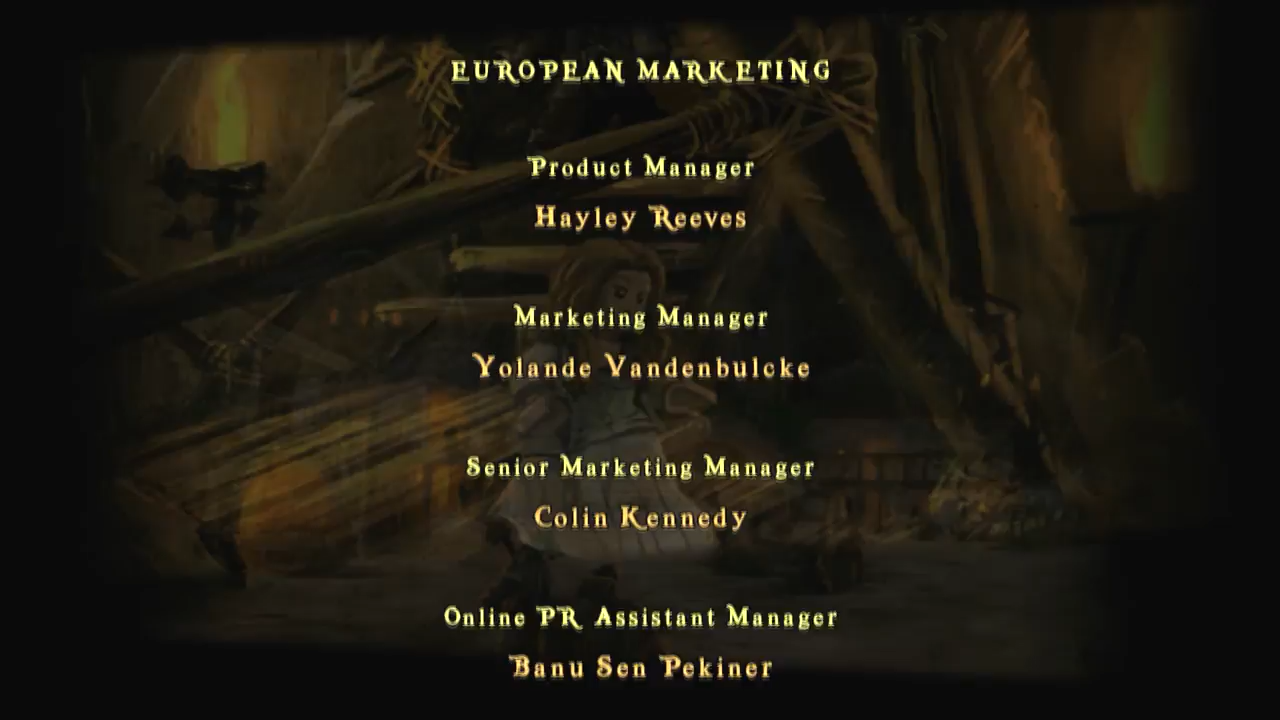 EUROPEAN MARKETING
Product Manager
Hayley Reeves
Marketing Manager
Yolande Vandenbulcke
Senior Marketing Manager
Colin Kennedy
Online PR Assistant Manager
Banu Sen Pekiner